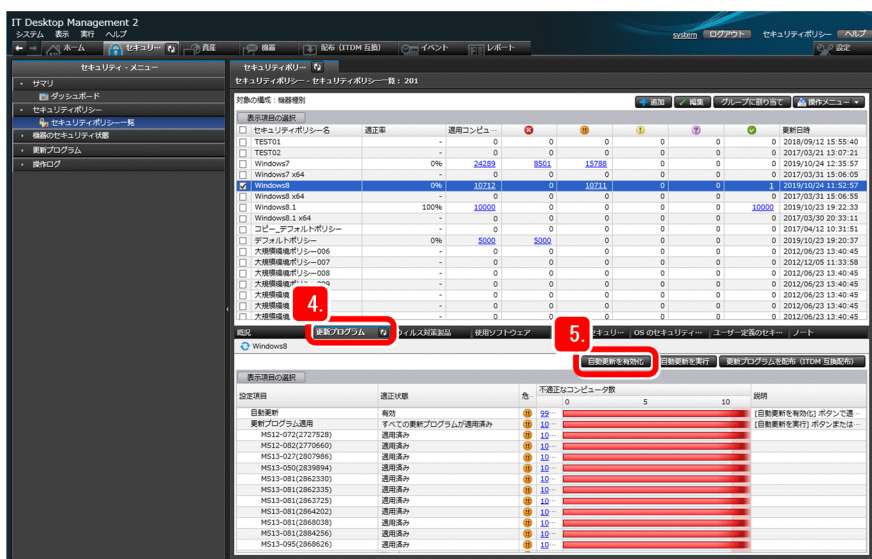 IT Desktop Management 2
システム 表示 実行 ヘルプ
system ログアウト セキュリティポリシー ヘルプ
ホーム セキュリ… 資産 機器 配布 (ITDM 互換) イベント レポート 設定
セキュリティ - メニュー
サマリ
ダッシュボード
セキュリティポリシー
セキュリティポリシー一覧
機器のセキュリティ状態
更新プログラム
操作ログ
セキュリティポリ…
セキュリティポリシー - セキュリティポリシー一覧 : 201
対象の構成 : 機器種別
追加 編集 グループに割り当て 操作メニュー
表示項目の選択
セキュリティポリシー名 適正率 適用コンピュ… 更新日時
TEST01 - 0 0 0 0 0 0 2018/09/12 15:55:40
TEST02 - 0 0 0 0 0 0 2017/03/21 13:07:21
Windows7 0% 24289 8501 15788 0 0 0 2019/10/24 12:35:57
Windows7 x64 - 0 0 0 0 0 0 2017/03/31 15:06:05
Windows8 0% 10712 0 10711 0 0 1 2019/10/24 11:52:57
Windows8 x64 - 0 0 0 0 0 0 2017/03/31 15:06:55
Windows8.1 100% 10000 0 0 0 0 10000 2019/10/23 19:22:33
Windows8.1 x64 - 0 0 0 0 0 0 2017/03/30 20:33:11
コピー_デフォルトポリシー - 0 0 0 0 0 0 2017/04/12 10:31:51
デフォルトポリシー 0% 5000 5000 0 0 0 0 2019/10/23 19:20:37
大規模環境ポリシー006 - 0 0 0 0 0 0 2012/06/23 13:40:45
大規模環境ポリシー007 - 0 0 0 0 0 0 2012/12/05 11:33:58
大規模環境ポリシー008 - 0 0 0 0 0 0 2012/06/23 13:40:45
大規模環境ポリシー009 - 0 0 0 0 0 0 2012/06/23 13:40:45
大規模環境 - 0 0 0 0 0 0 2012/06/23 13:40:45
大規模環境 - 0 0 0 0 0 0 2012/06/23 13:40:45
大規模環境 - 0 0 0 0 0 0 2012/06/23 13:40:45
4.
5.
概況 更新プログラム ウィルス対策製品 使用ソフトウェア セキュリ… OS のセキュリティ… ユーザー定義のセキ… ノート
Windows8
自動更新を有効化 自動更新を実行 更新プログラムを配布 (ITDM 互換配布)
表示項目の選択
設定項目 適正状態 危… 不適正なコンピュータ数 説明
0 5 10
自動更新 有効 99… [自動更新を有効化] ボタンで適…
更新プログラム適用 すべての更新プログラムが適用済み 10… [自動更新を実行] ボタンまたは…
MS12-072(2727528) 適用済み 10…
MS12-082(2770660) 適用済み 10…
MS13-027(2807986) 適用済み 10…
MS13-050(2839894) 適用済み 10…
MS13-081(2862330) 適用済み 10…
MS13-081(2862335) 適用済み 10…
MS13-081(2863725) 適用済み 10…
MS13-081(2864202) 適用済み 10…
MS13-081(2868038) 適用済み 10…
MS13-081(2884256) 適用済み 10…
MS13-095(2868626) 適用済み 10…